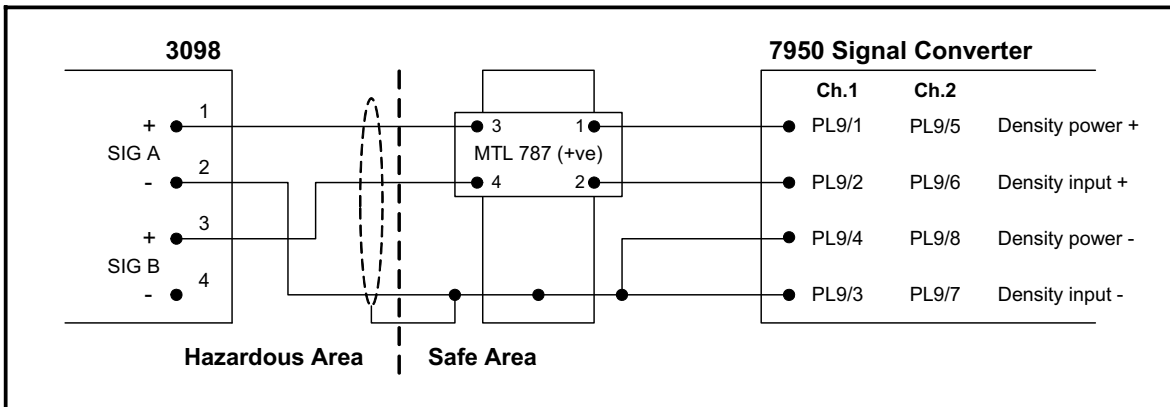 3098
7950 Signal Converter
Ch.1 Ch.2
1
+ 3 1 PL9/1 PL9/5 Density power +
SIG A MTL 787 (+ve)
2
- 4 2 PL9/2 PL9/6 Density input +
3
+ PL9/4 PL9/8 Density power -
SIG B
4
- PL9/3 PL9/7 Density input -
Hazardous Area Safe Area